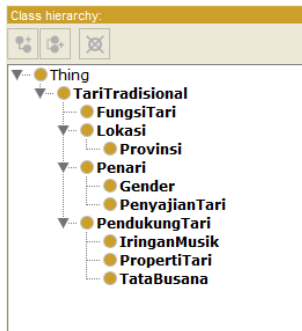 Class hierarchy:
Thing
TariTradisional
FungsiTari
Lokasi
Provinsi
Penari
Gender
PenyajianTari
PendukungTari
IringanMusik
PropertiTari
TataBusana